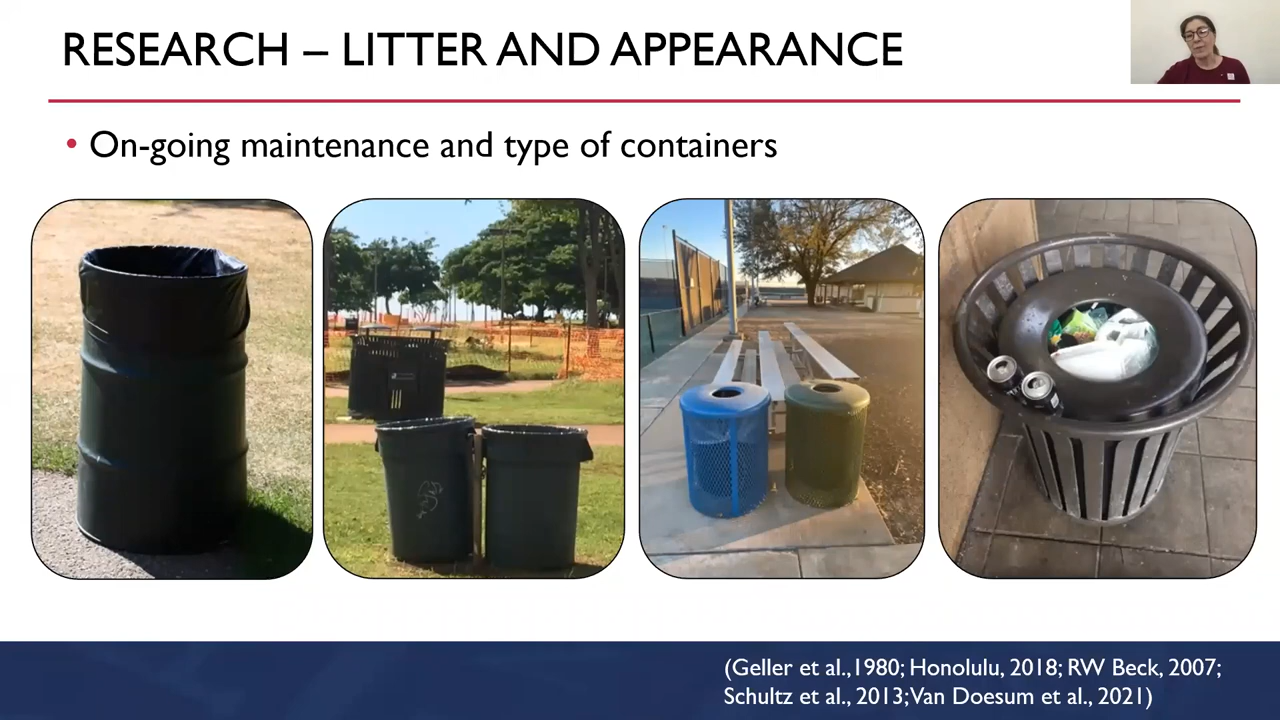 RESEARCH – LITTER AND APPEARANCE
• On-going maintenance and type of containers
(Geller et al.,1980; Honolulu, 2018; RW Beck, 2007;
Schultz et al., 2013;Van Doesum et al., 2021)